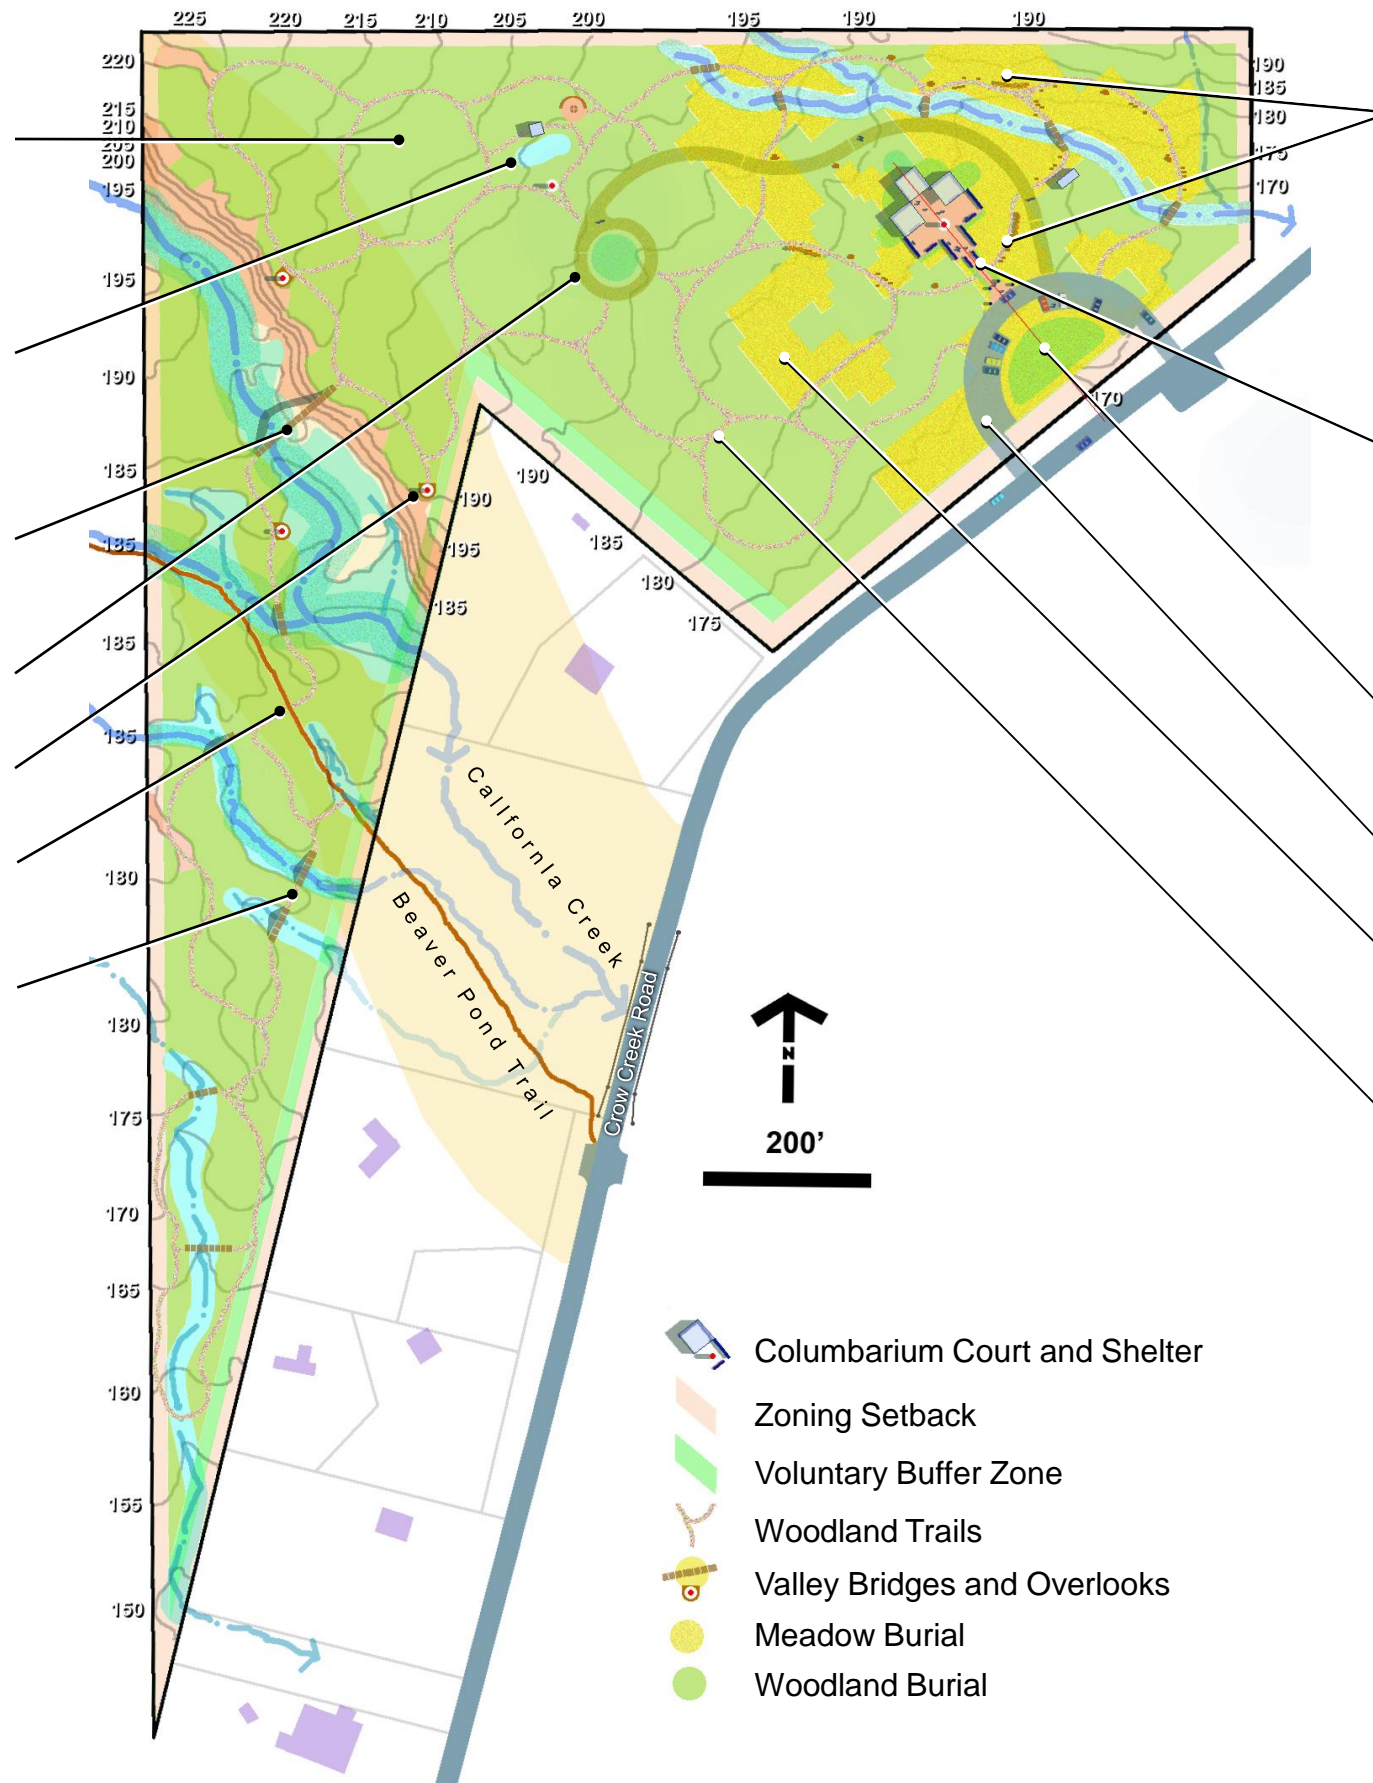 225 220 215 210 205 200 195 190 190
220
215
210
205
200
195
195
190
185
185
185
185
180
180
175
170
165
160
155
150
190
185
180
175
170
170
190
185
180
175
190
195
185
CalIfornIa Creek
Beaver Pond Trail
Crow Creek Road
N
200’
Columbarium Court and Shelter
Zoning Setback
Voluntary Buffer Zone
Woodland Trails
Valley Bridges and Overlooks
Meadow Burial
Woodland Burial